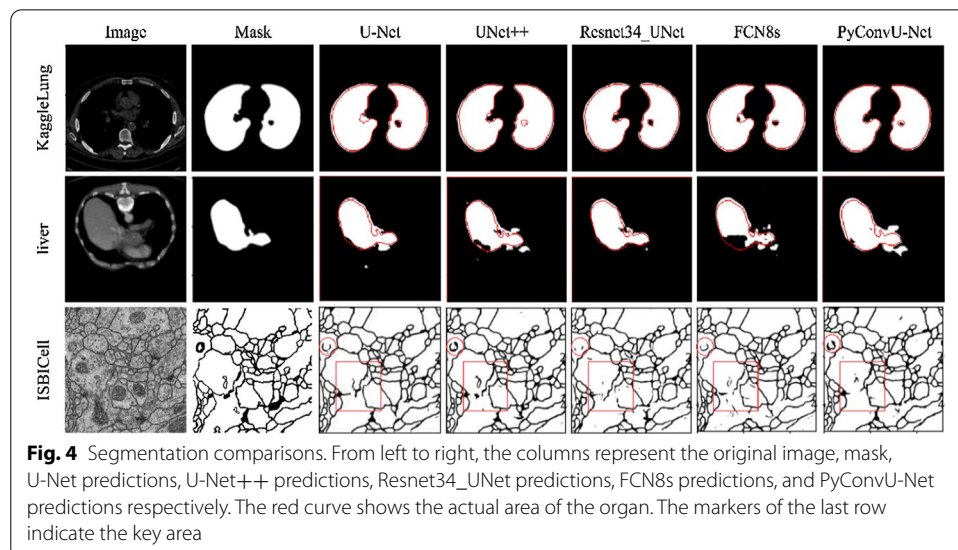 Image Mask U-Net UNet++ Resnet34_UNet FCN8s PyConvU-Net
KaggleLung
liver
ISBICell
Fig. 4 Segmentation comparisons. From left to right, the columns represent the original image, mask,
U-Net predictions, U-Net++ predictions, Resnet34_UNet predictions, FCN8s predictions, and PyConvU-Net
predictions respectively. The red curve shows the actual area of the organ. The markers of the last row
indicate the key area